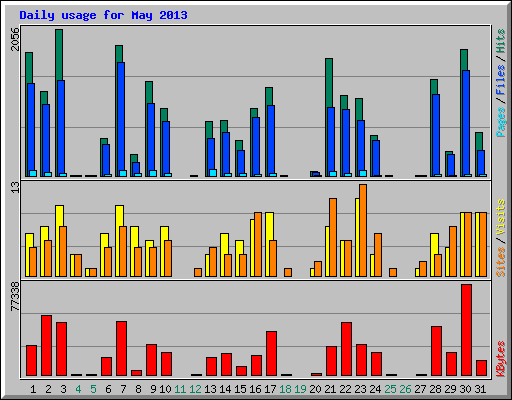 Daily usage for May 2013
2056
Pages / Files / Hits
13
Sites / Visits
77338
KBytes
1 2 3 4 5 6 7 8 9 10 11 12 13 14 15 16 17 18 19 20 21 22 23 24 25 26 27 28 29 30 31